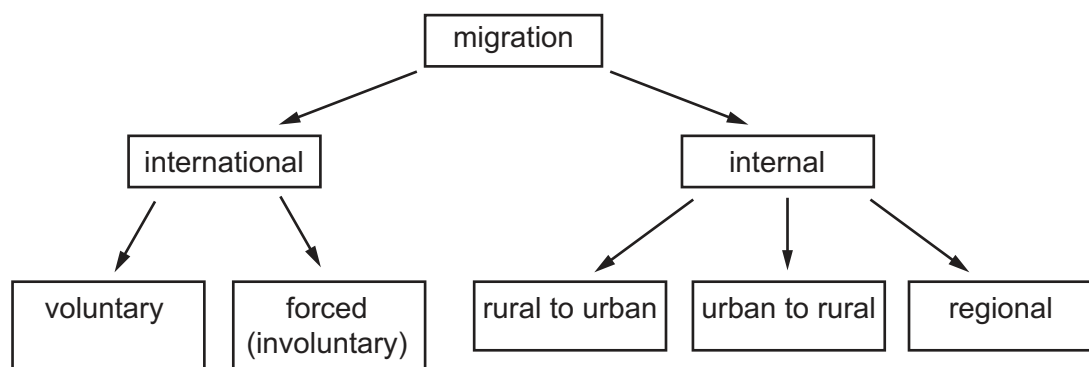 migration
international
internal
voluntary
forced
(involuntary)
rural to urban
urban to rural
regional